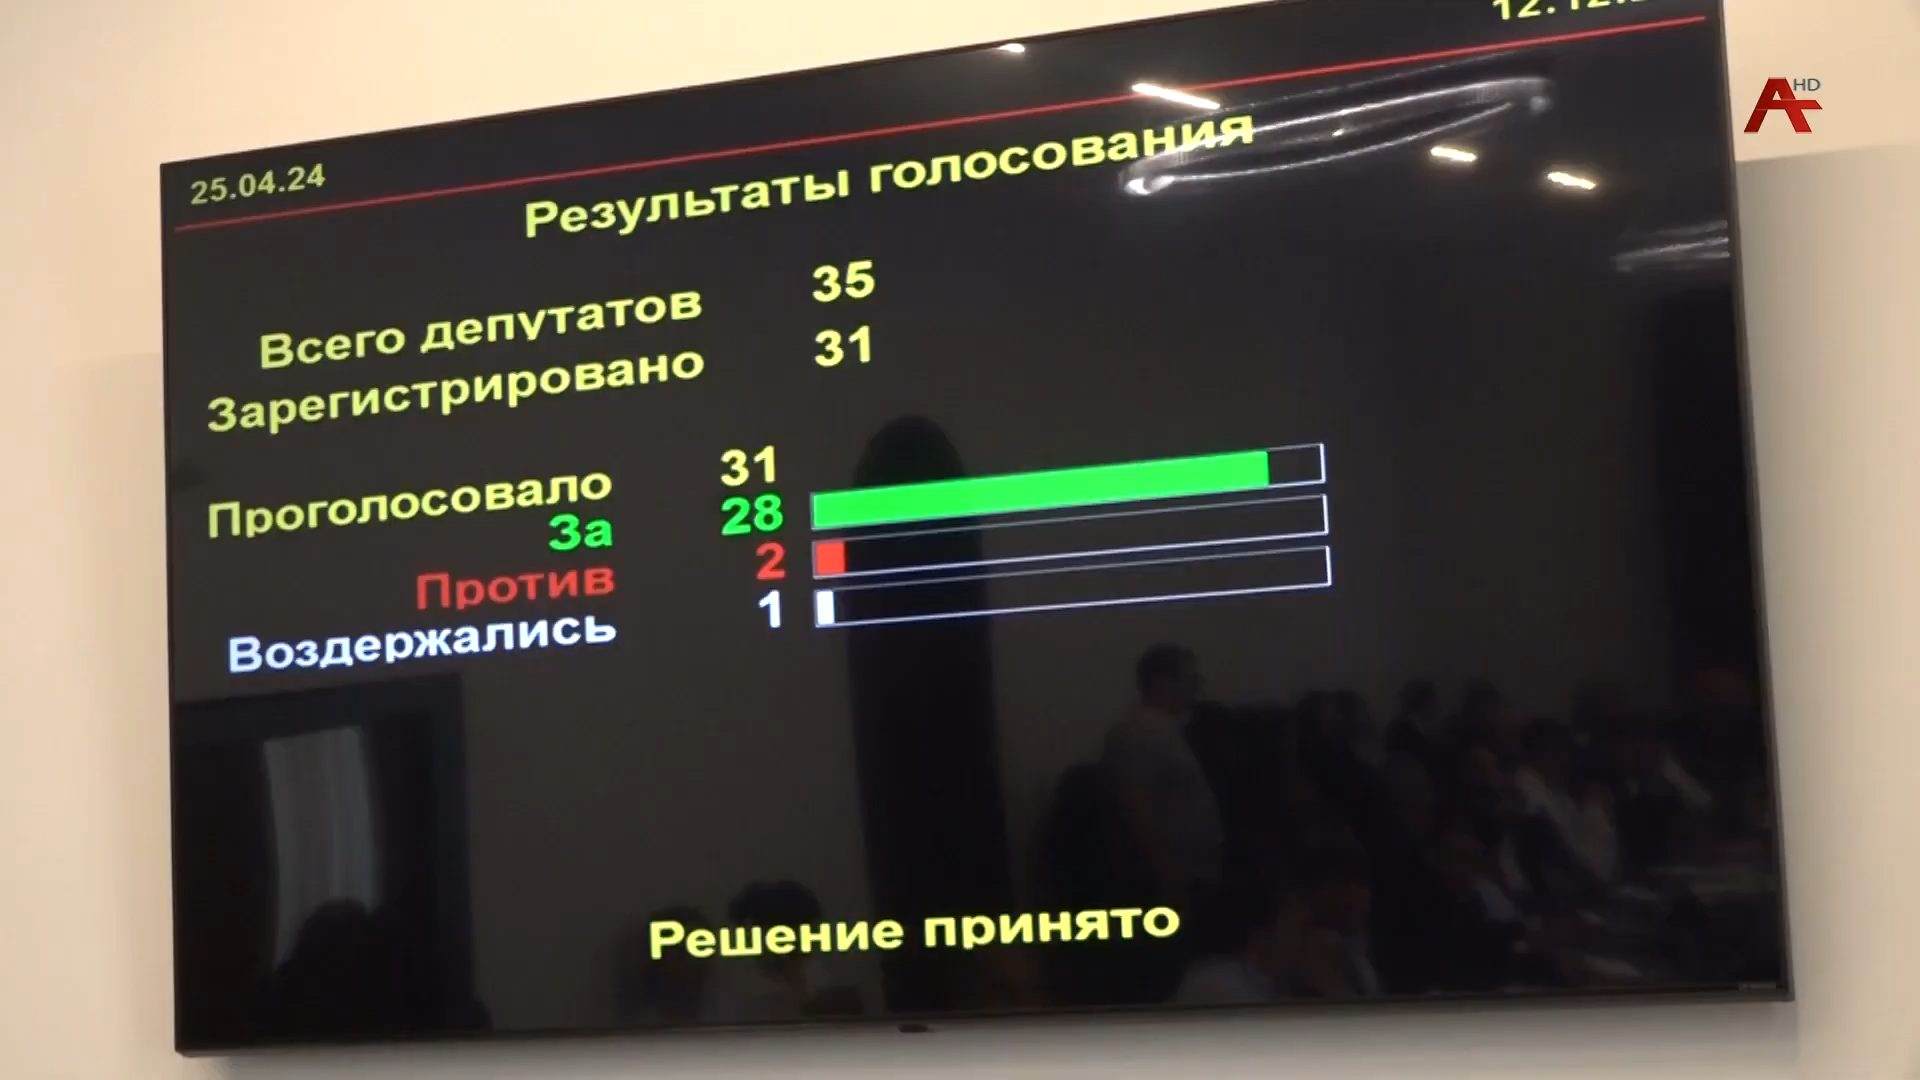 25.04.24
Результаты голосования
Всего депутатов 35
Зарегистрировано 31
Проголосовало 31
За 28
Против 2
Воздержались 1
Решение принято
HD